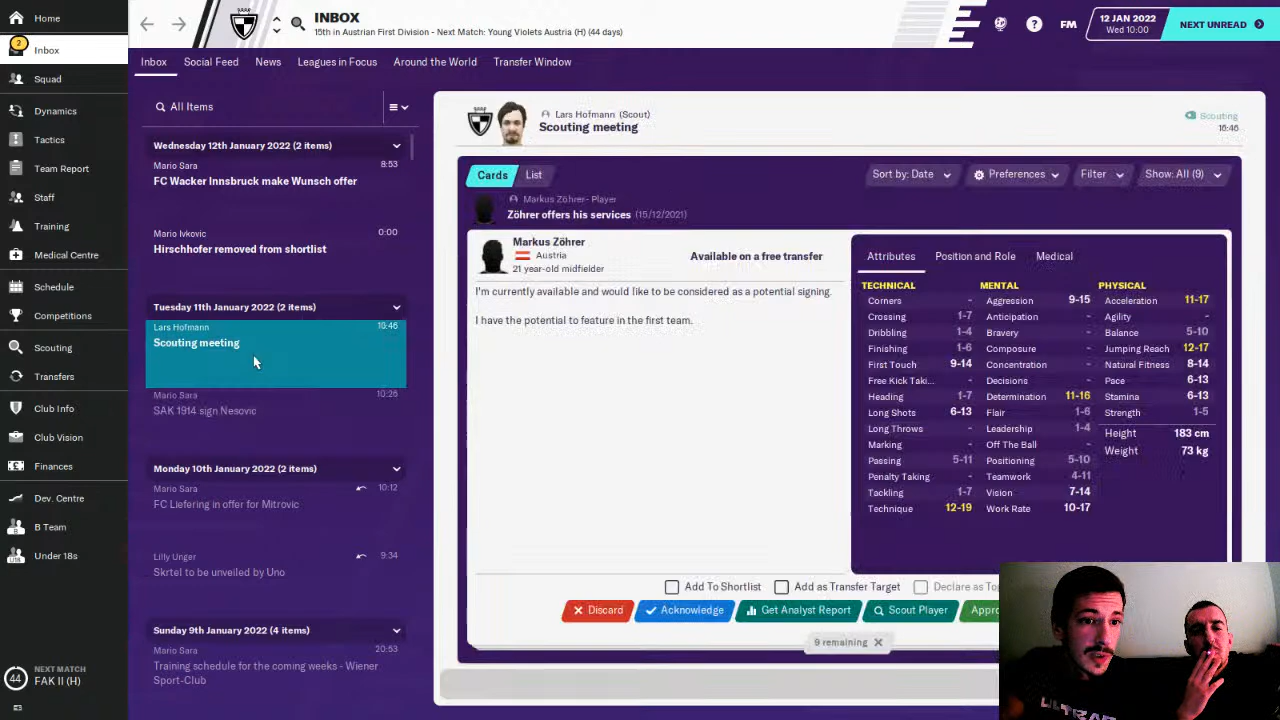 INBOX
15th in Austrian First Division - Next Match: Young Violets Austria (H) (44 days)
FM
12 JAN 2022
Wed 10:00
NEXT UNREAD
2
Inbox
Squad
Dynamics
Tactics
Team Report
Staff
Training
Medical Centre
Schedule
Competitions
Scouting
Transfers
Club Info
Club Vision
Finances
Dev. Centre
B Team
Under 18s
44
NEXT MATCH
FAK II (H)
Home
Inbox Social Feed News Leagues in Focus Around the World Transfer Window
All Items
Wednesday 12th January 2022 (2 items)
Mario Sara 8:53
FC Wacker Innsbruck make Wunsch offer
Mario Ivkovic 0:00
Hirschhofer removed from shortlist
Tuesday 11th January 2022 (2 items)
Lars Hofmann 16:46
Scouting meeting
Mario Sara 10:26
SAK 1914 sign Nesovic
Monday 10th January 2022 (2 items)
Mario Sara 10:12
FC Liefering in offer for Mitrovic
Lilly Unger 9:34
Skrtel to be unveiled by Uno
Sunday 9th January 2022 (4 items)
Mario Sara 20:53
Training schedule for the coming weeks - Wiener
Sport-Club
Lars Hofmann (Scout)
Scouting meeting
Scouting
16:46
Cards List
Sort by: Date Preferences Filter Show: All (9)
Markus Zöhrer - Player
Zöhrer offers his services (15/12/2021)
Markus Zöhrer
Austria
21 year-old midfielder
Available on a free transfer
I'm currently available and would like to be considered as a potential signing.
I have the potential to feature in the first team.
Attributes Position and Role Medical
TECHNICAL MENTAL PHYSICAL
Corners - Aggression 9-15 Acceleration 11-17
Crossing 1-7 Anticipation - Agility -
Dribbling 1-4 Bravery - Balance 5-10
Finishing 1-6 Composure - Jumping Reach 12-17
First Touch 9-14 Concentration - Natural Fitness 8-14
Free Kick Taki... - Decisions - Pace 6-13
Heading 1-7 Determination 11-16 Stamina 6-13
Long Shots 6-13 Flair 1-6 Strength 1-5
Long Throws - Leadership 1-4 Height 183 cm
Marking - Off The Ball - Weight 73 kg
Passing 5-11 Positioning 5-10
Penalty Taking - Teamwork 4-11
Tackling 1-7 Vision 7-14
Technique 12-19 Work Rate 10-17
Add To Shortlist Add as Transfer Target Declare as To
Discard Acknowledge Get Analyst Report Scout Player Appro
9 remaining